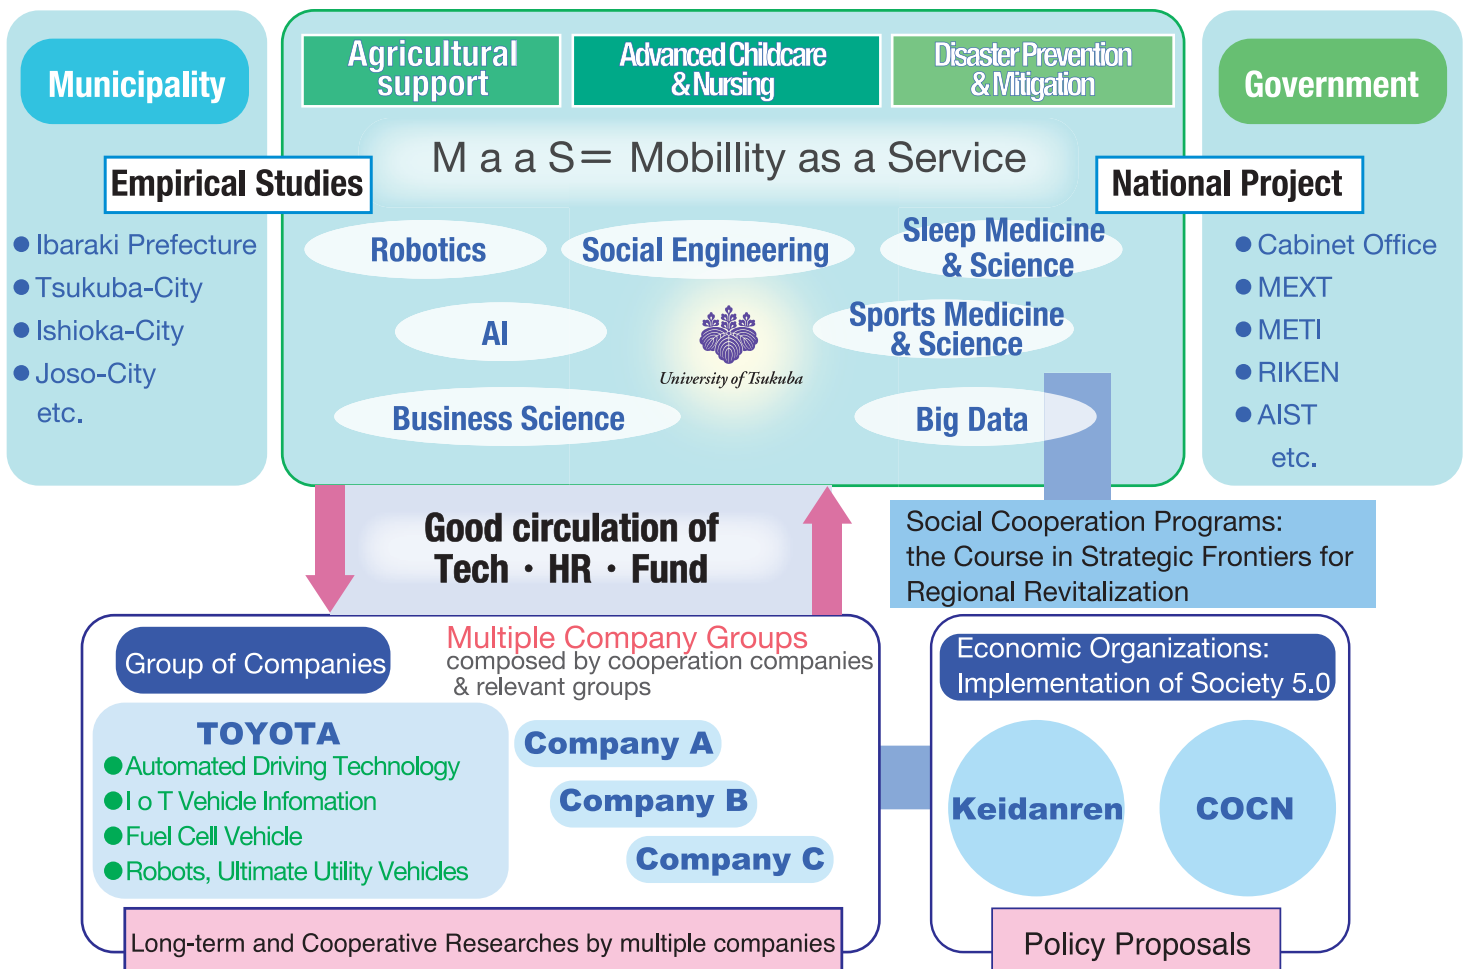 Municipality
Empirical Studies
● Ibaraki Prefecture
● Tsukuba-City
● Ishioka-City
● Joso-City
etc.
Agricultural
support
Advanced Childcare
& Nursing
Disaster Prevention
& Mitigation
M a a S＝ Mobillity as a Service
Robotics
Social Engineering
Sleep Medicine
& Science
AI
Sports Medicine
& Science
University of Tsukuba
Business Science
Big Data
Government
National Project
● Cabinet Office
● MEXT
● METI
● RIKEN
● AIST
etc.
Good circulation of
Tech・HR・Fund
Social Cooperation Programs:
the Course in Strategic Frontiers for
Regional Revitalization
Group of Companies
Multiple Company Groups
composed by cooperation companies
& relevant groups
TOYOTA
●Automated Driving Technology
●I o T Vehicle Infomation
●Fuel Cell Vehicle
●Robots, Ultimate Utility Vehicles
Company A
Company B
Company C
Long-term and Cooperative Researches by multiple companies
Economic Organizations:
Implementation of Society 5.0
Keidanren
COCN
Policy Proposals